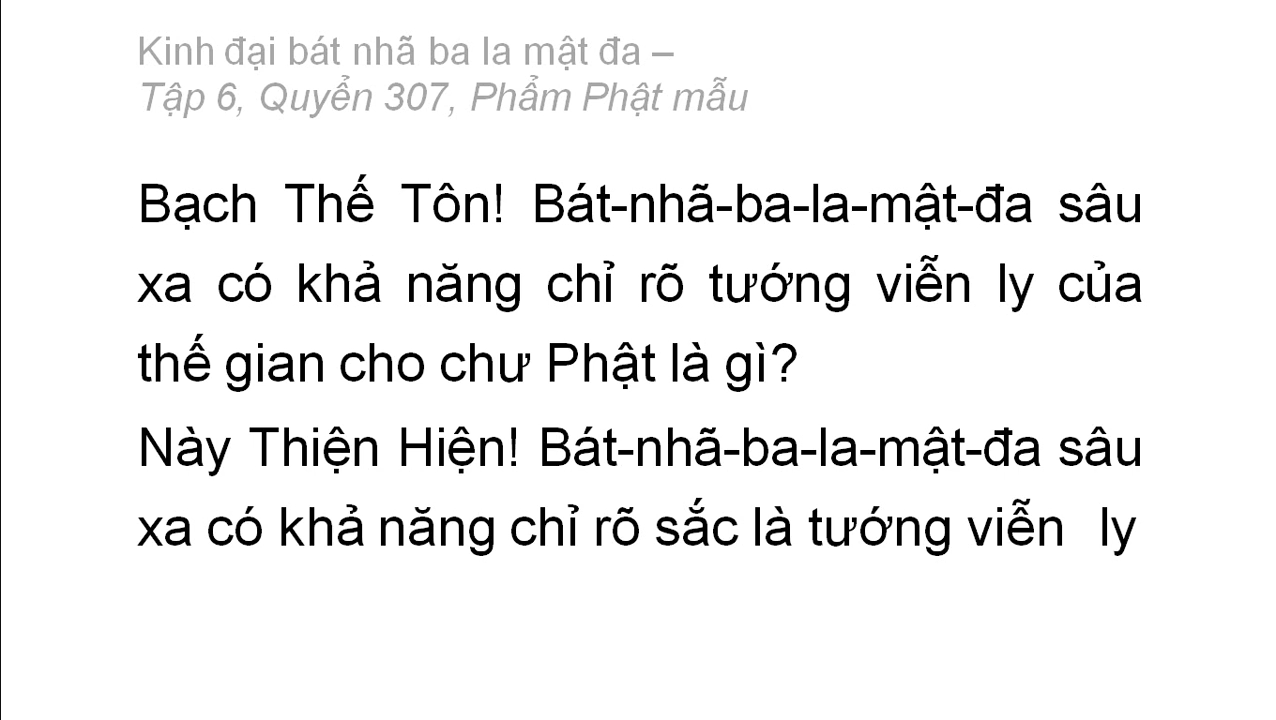 Kinh đại bát nhã ba la mật đa –
Tập 6, Quyển 307, Phẩm Phật mẫu
Bạch Thế Tôn! Bát-nhã-ba-la-mật-đa sâu
xa có khả năng chỉ rõ tướng viễn ly của
thế gian cho chư Phật là gì?
Này Thiện Hiện! Bát-nhã-ba-la-mật-đa sâu
xa có khả năng chỉ rõ sắc là tướng viễn ly